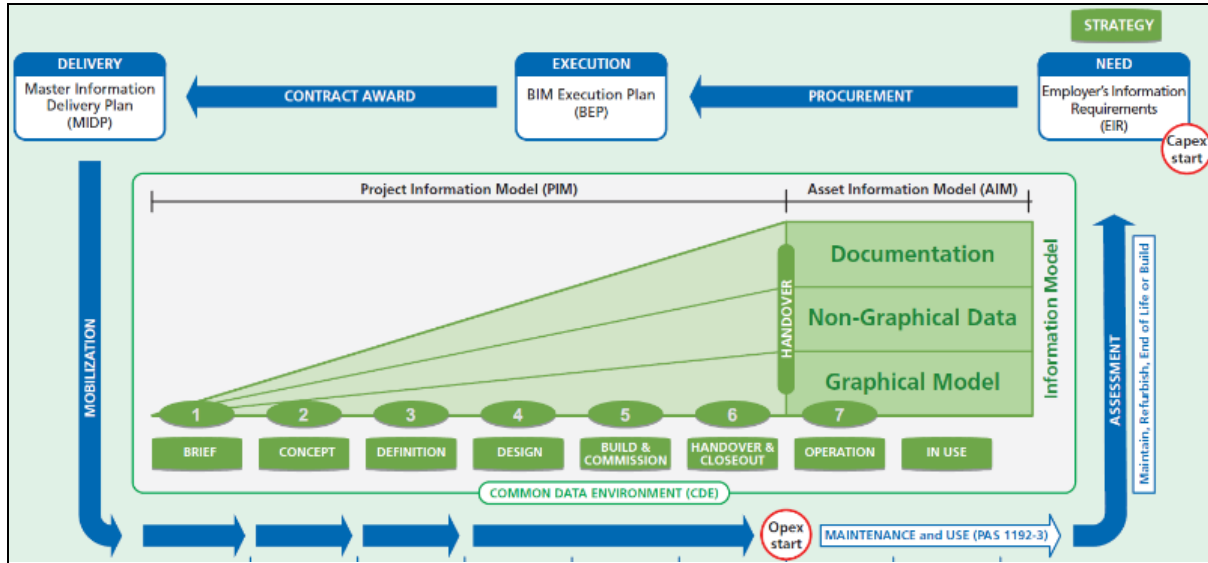 STRATEGY
DELIVERY
Master Information
Delivery Plan
(MIDP)
CONTRACT AWARD
EXECUTION
BIM Execution Plan
(BEP)
PROCUREMENT
NEED
Employer's Information
Requirements
(EIR)
Capex
start
Project Information Model (PIM)
Asset Information Model (AIM)
MOBILIZATION
HANDOVER
Documentation
Non-Graphical Data
Graphical Model
Information Model
ASSESSMENT
Maintain, Refurbish, End of Life or Build
1
2
3
4
5
6
7
BRIEF
CONCEPT
DEFINITION
DESIGN
BUILD &
COMMISSION
HANDOVER &
CLOSEOUT
OPERATION
IN USE
COMMON DATA ENVIRONMENT (CDE)
Opex
start
MAINTENANCE and USE (PAS 1192-3)